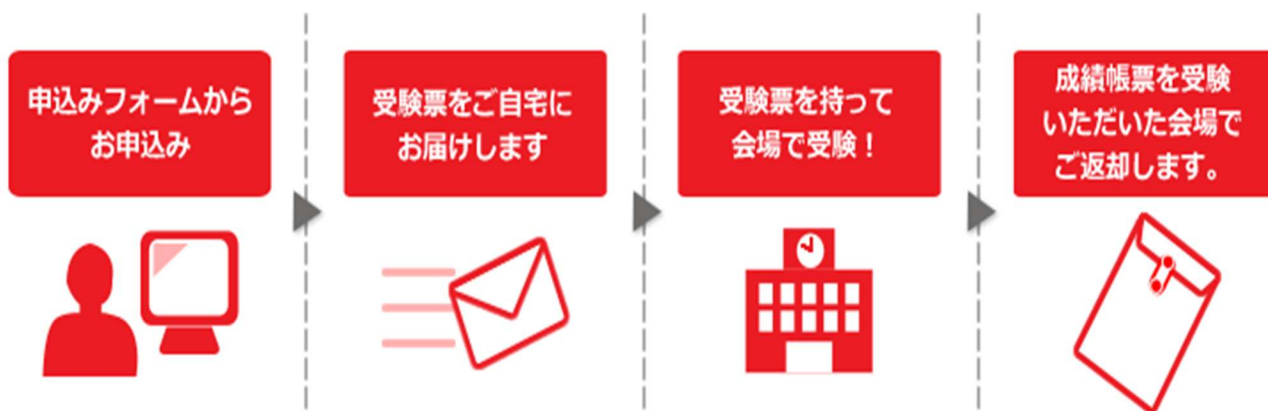 申込みフォームから
お申込み
受験票をご自宅に
お届けします
受験票を持って
会場で受験！
成績帳票を受験
いただいた会場で
ご返却します。